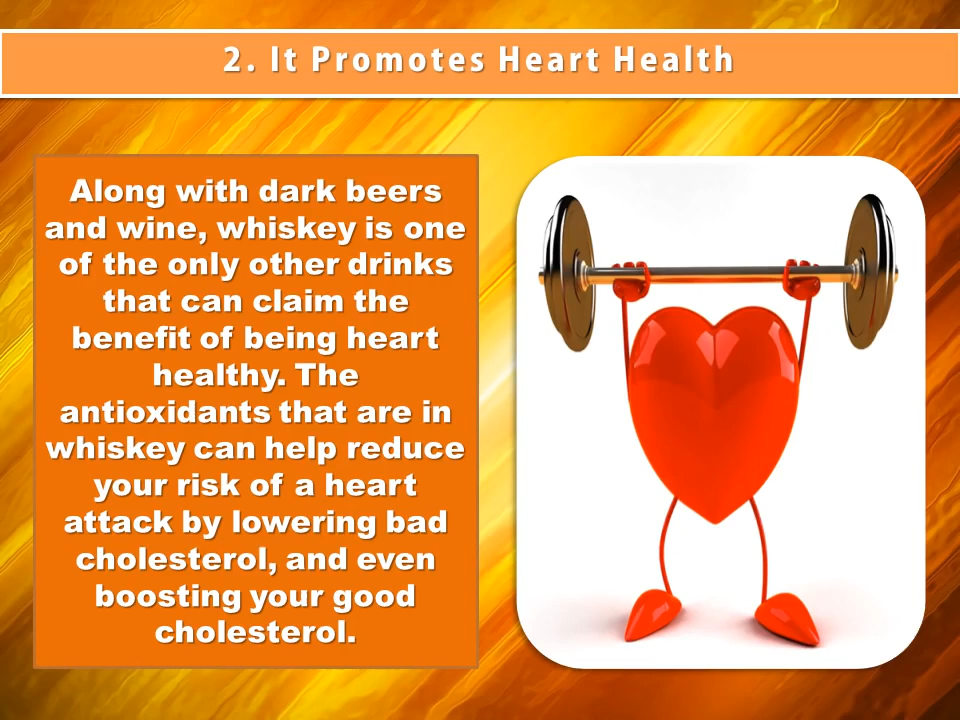 2. It Promotes Heart Health
Along with dark beers
and wine, whiskey is one
of the only other drinks
that can claim the
benefit of being heart
healthy. The
antioxidants that are in
whiskey can help reduce
your risk of a heart
attack by lowering bad
cholesterol, and even
boosting your good
cholesterol.